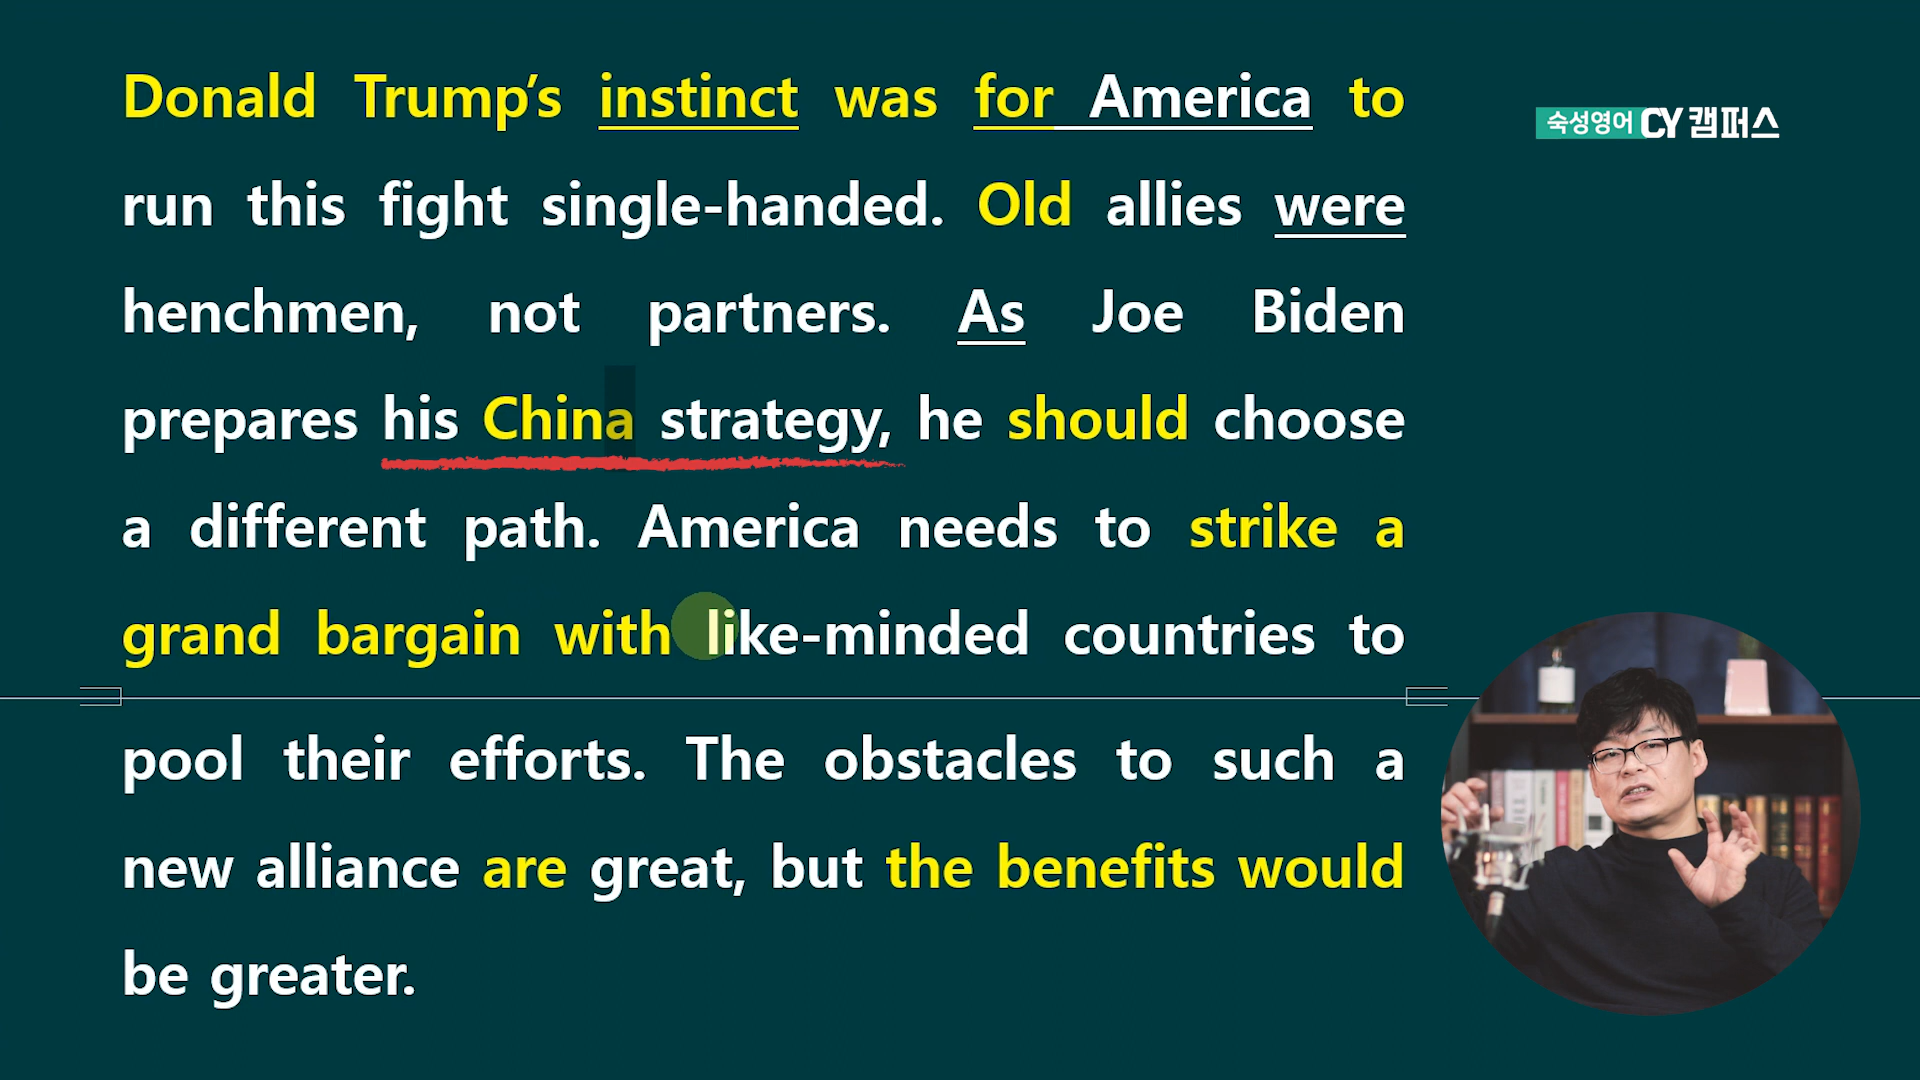 Donald Trump’s instinct was for America to
run this fight single-handed. Old allies were
henchmen, not partners. As Joe Biden
prepares his China strategy, he should choose
a different path. America needs to strike a
grand bargain with like-minded countries to
pool their efforts. The obstacles to such a
new alliance are great, but the benefits would
be greater.
숙성영어 CY 캠퍼스